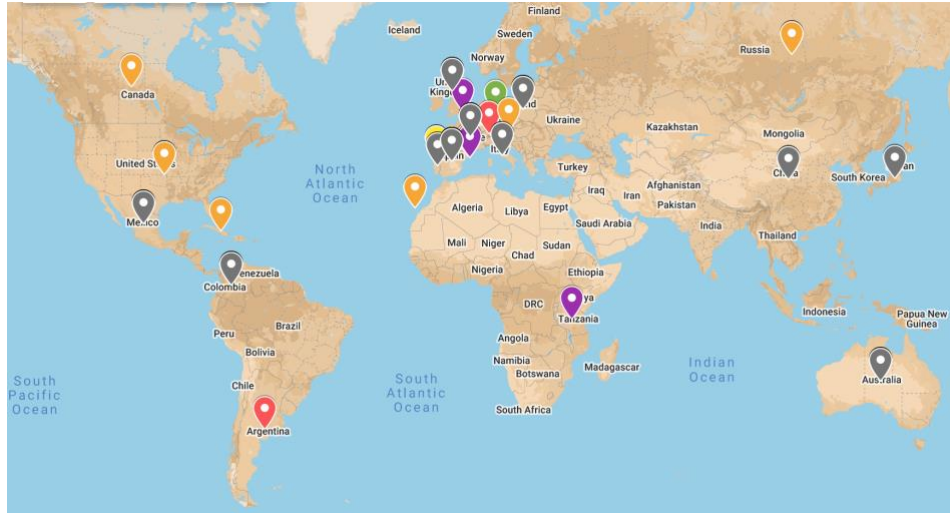 Finland
Iceland
Sweden
Russia
Norway
Canada
Ukraine
Kazakhstan
Mongolia
United States
North
Atlantic
Ocean
Turkey
South Korea
Iraq
Iran
Afghanistan
Pakistan
Algeria
Libya
Egypt
Saudi Arabia
India
Mexico
Mali
Niger
Chad
Sudan
Thailand
Nigeria
Ethiopia
Venezuela
Colombia
DRC
Tanzania
Indonesia
Papua New
Guinea
Peru
Brazil
Angola
Bolivia
Namibia
Botswana
Madagascar
Indian
Ocean
South
Pacific
Ocean
Chile
South
Atlantic
Ocean
Australia
South Africa
Argentina